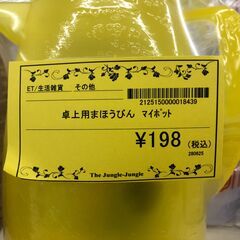 ET/生活雑貨 その他
2125150000018439
卓上用まほうびん マイポット
¥198 (税込)
280625
The Jungle-Jungle